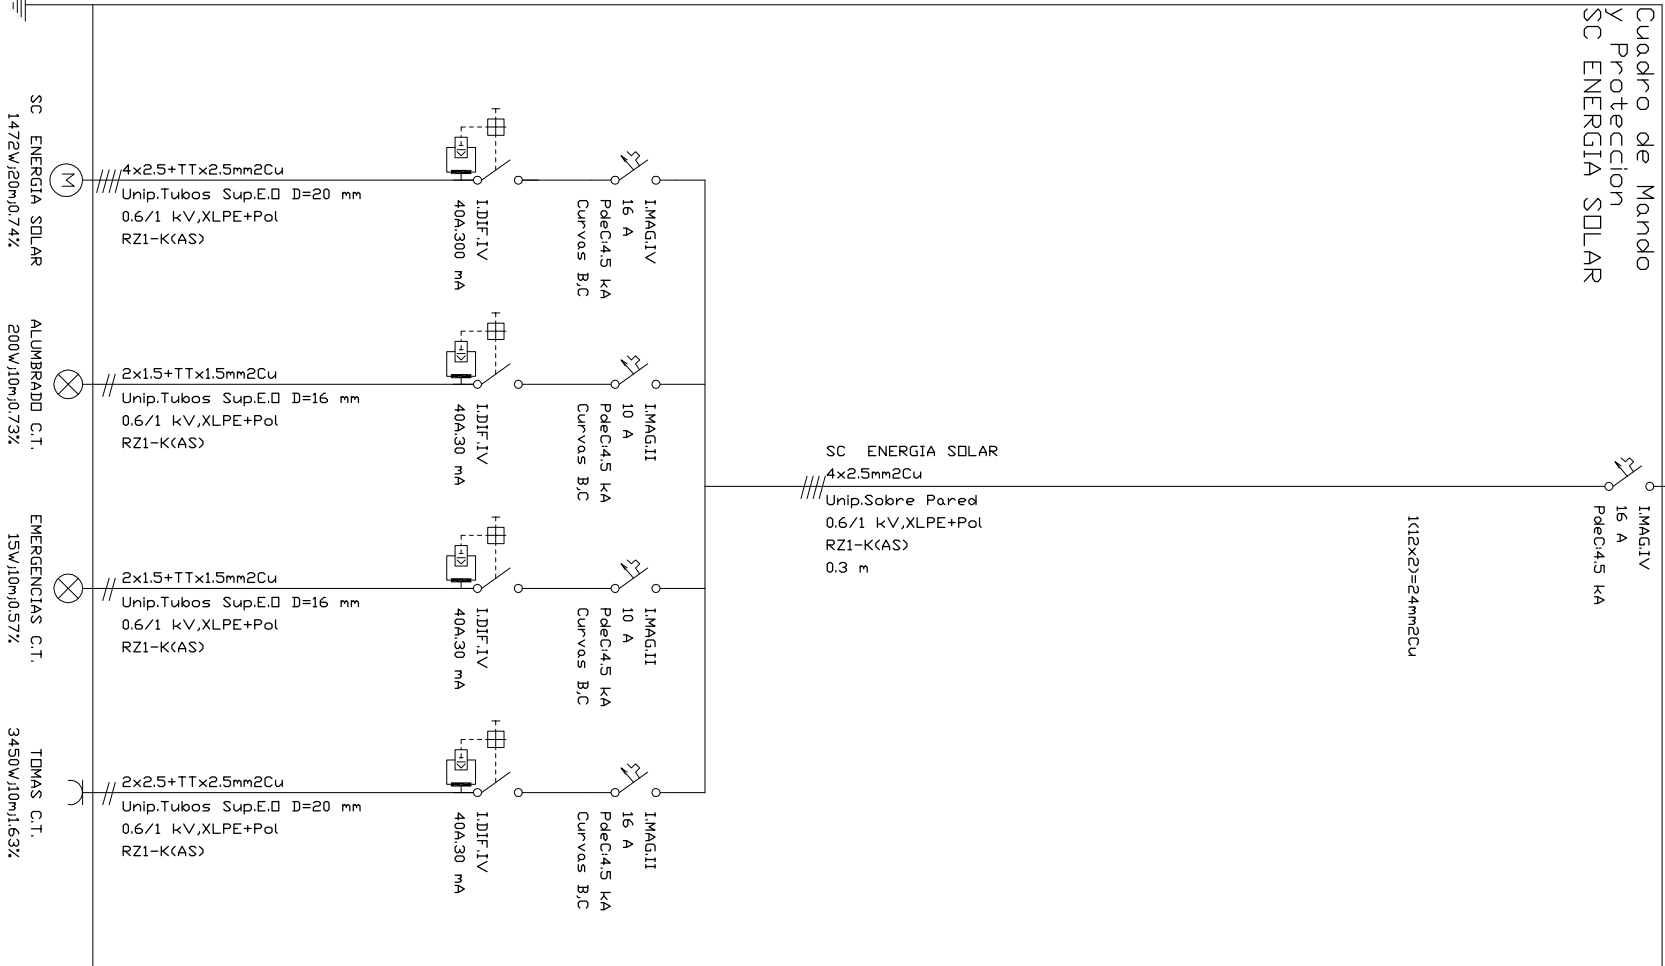 Cuadro de Mando
y Proteccion
SC ENERGIA SOLAR
I.MAG.IV
16 A
PdeC:4.5 kA
1(12x2)=24mm2Cu
SC ENERGIA SOLAR
4x2.5mm2Cu
Unip.Sobre Pared
0.6/1 kV,XLPE+Pol
RZ1-K(AS)
0.3 m
I.MAG.IV
16 A
PdeC:4.5 kA
Curvas B,C
I.DIF.IV
40A.300 mA
4x2.5+TTx2.5mm2Cu
Unip.Tubos Sup.E.O D=20 mm
0.6/1 kV,XLPE+Pol
RZ1-K(AS)
M
SC ENERGIA SOLAR
1472W;20m;0.74%
I.MAG.II
10 A
PdeC:4.5 kA
Curvas B,C
I.DIF.IV
40A.30 mA
2x1.5+TTx1.5mm2Cu
Unip.Tubos Sup.E.O D=16 mm
0.6/1 kV,XLPE+Pol
RZ1-K(AS)
ALUMBRADO C.T.
200W;10m;0.73%
I.MAG.II
10 A
PdeC:4.5 kA
Curvas B,C
I.DIF.IV
40A.30 mA
2x1.5+TTx1.5mm2Cu
Unip.Tubos Sup.E.O D=16 mm
0.6/1 kV,XLPE+Pol
RZ1-K(AS)
EMERGENCIAS C.T.
15W;10m;0.57%
I.MAG.II
16 A
PdeC:4.5 kA
Curvas B,C
I.DIF.IV
40A.30 mA
2x2.5+TTx2.5mm2Cu
Unip.Tubos Sup.E.O D=20 mm
0.6/1 kV,XLPE+Pol
RZ1-K(AS)
TOMAS C.T.
3450W;10m;1.63%